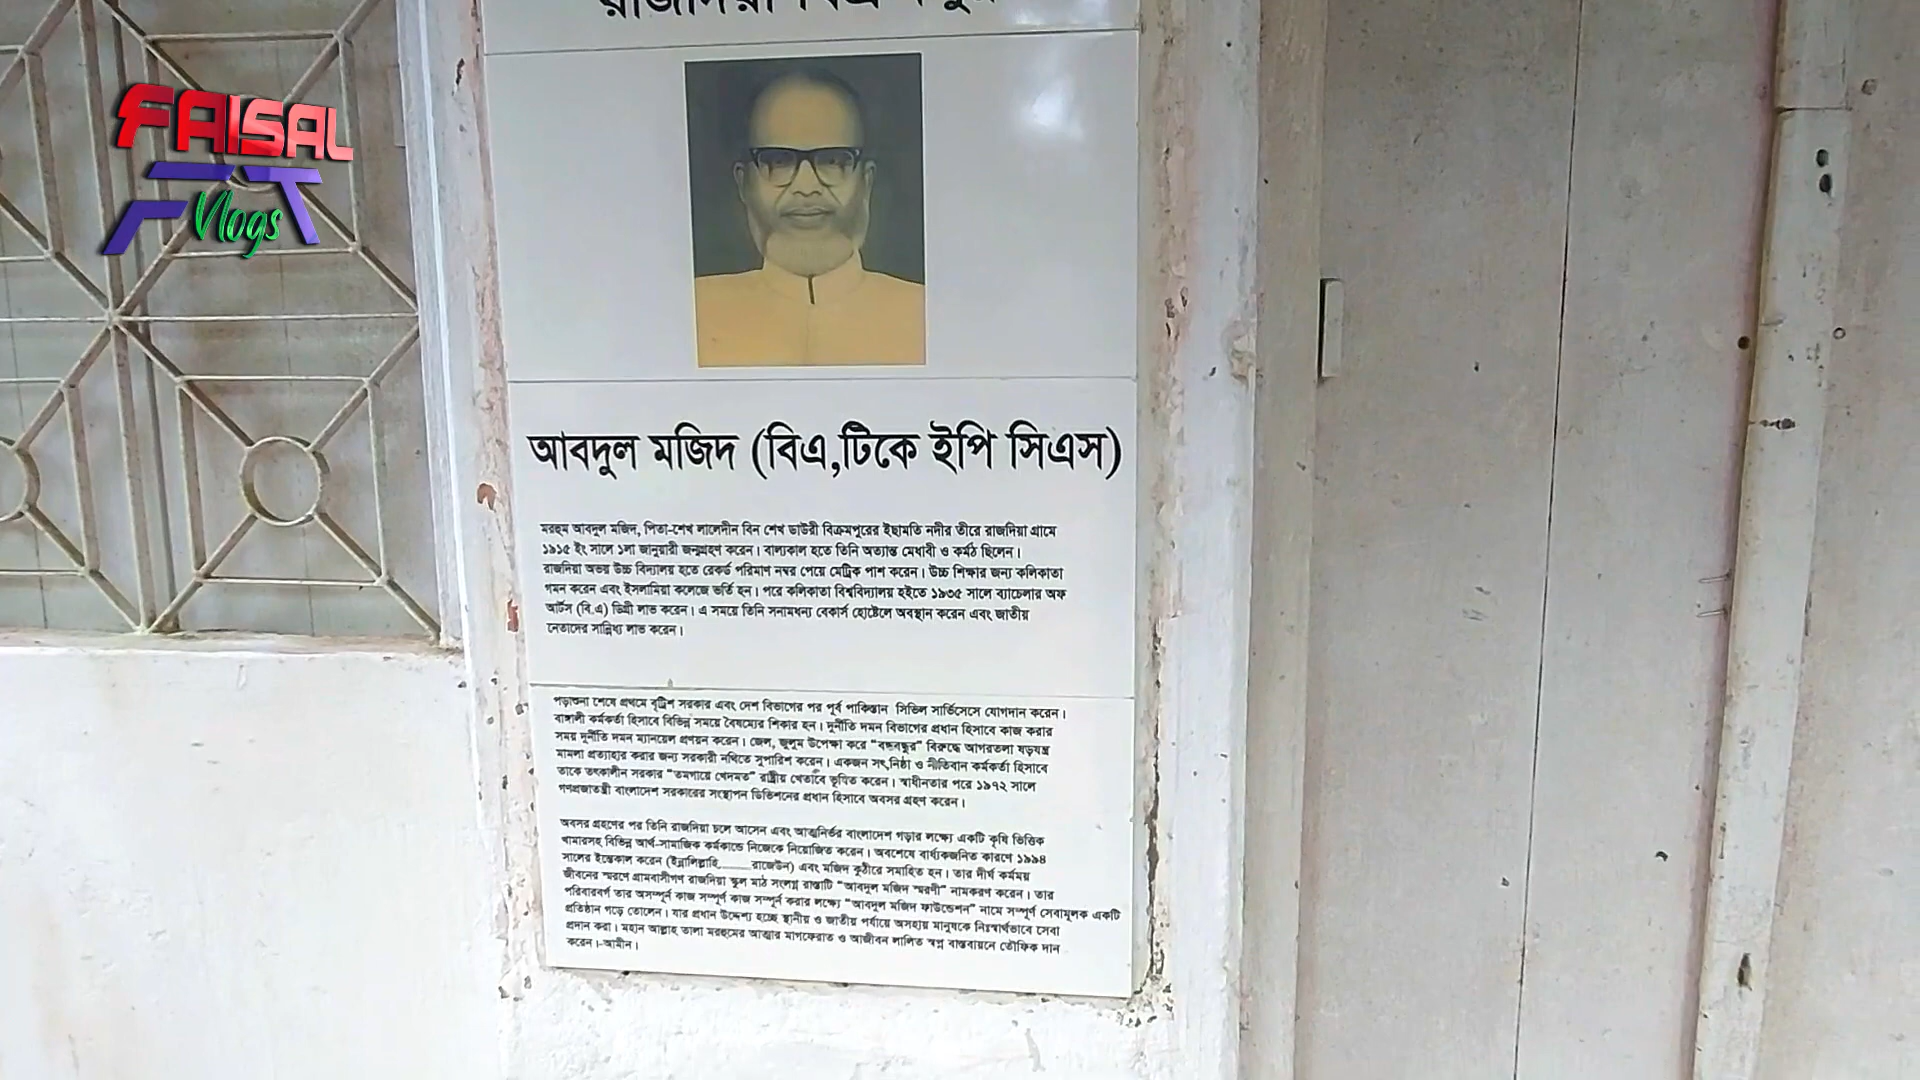 FAISAL
FT
Vlogs
আবদুল মজিদ (বিএ,টিকে ইপি সিএস)
মরহুম আবদুল মজিদ, পিতা-শেখ লালেদীন বিন শেখ ডাউরী বিক্রমপুরের ইছামতি নদীর তীরে রাজদিয়া গ্রামে
১৯১৫ ইং সালে ১লা জানুয়ারী জন্মগ্রহণ করেন। বাল্যকাল হতে তিনি অত্যান্ত মেধাবী ও কর্মঠ ছিলেন।
রাজদিয়া অভয় উচ্চ বিদ্যালয় হতে রেকর্ড পরিমাণ নম্বর পেয়ে মেট্রিক পাশ করেন। উচ্চ শিক্ষার জন্য কলিকাতা
গমন করেন এবং ইসলামিয়া কলেজে ভর্তি হন। পরে কলিকাতা বিশ্ববিদ্যালয় হইতে ১৯৩৫ সালে ব্যাচেলার অফ
আর্টস (বি.এ) ডিগ্রী লাভ করেন। এ সময়ে তিনি সনামধন্য বেকার্স হোষ্টেলে অবস্থান করেন এবং জাতীয়
নেতাদের সান্নিধ্য লাভ করেন।
পড়াশুনা শেষে প্রথমে বৃটিশ সরকার এবং দেশ বিভাগের পর পূর্ব পাকিস্তান সিভিল সার্ভিসেসে যোগদান করেন।
বাঙ্গালী কর্মকর্তা হিসাবে বিভিন্ন সময়ে বৈষম্যের শিকার হন। দুর্নীতি দমন বিভাগের প্রধান হিসাবে কাজ করার
সময় দুর্নীতি দমন ম্যানয়েল প্রণয়ন করেন। জেল, জুলুম উপেক্ষা করে "বঙ্গবন্ধুর" বিরুদ্ধে আগরতলা ষড়যন্ত্র
মামলা প্রত্যাহার করার জন্য সরকারী নথিতে সুপারিশ করেন। একজন সৎ,নিষ্ঠা ও নীতিবান কর্মকর্তা হিসাবে
তাকে তৎকালীন সরকার "তমগায়ে খেদমত" রাষ্ট্রীয় খেতাবে ভূষিত করেন। স্বাধীনতার পরে ১৯৭২ সালে
গণপ্রজাতন্ত্রী বাংলাদেশ সরকারের সংস্থাপন ডিভিশনের প্রধান হিসাবে অবসর গ্রহণ করেন।
অবসর গ্রহণের পর তিনি রাজদিয়া চলে আসেন এবং আত্মনির্ভর বাংলাদেশ গড়ার লক্ষ্যে একটি কৃষি ভিত্তিক
খামারসহ বিভিন্ন আর্থ-সামাজিক কর্মকান্ডে নিজেকে নিয়োজিত করেন। অবশেষে বার্ধ্যকজনিত কারণে ১৯৯৪
সালের ইন্তেকাল করেন (ইন্নালিল্লাহি____রাজেউন) এবং মজিদ কুঠীরে সমাহিত হন। তার দীর্ঘ কর্মময়
জীবনের স্মরণে গ্রামবাসীগণ রাজদিয়া স্কুল মাঠ সংলগ্ন রাস্তাটি "আবদুল মজিদ স্মরণী" নামকরণ করেন। তার
পরিবারবর্গ তার অসম্পূর্ন কাজ সম্পূর্ণ কাজ সম্পূর্ন করার লক্ষ্যে "আবদুল মজিদ ফাউন্ডেশন" নামে সম্পূর্ণ সেবামূলক একটি
প্রতিষ্ঠান গড়ে তোলেন। যার প্রধান উদ্দেশ্য হচ্ছে স্থানীয় ও জাতীয় পর্যায়ে অসহায় মানুষকে নিঃস্বার্থভাবে সেবা
প্রদান করা। মহান আল্লাহ তালা মরহুমের আত্মার মাগফেরাত ও আজীবন লালিত স্বপ্ন বাস্তবায়নে তৌফিক দান
করেন।-আমীন।